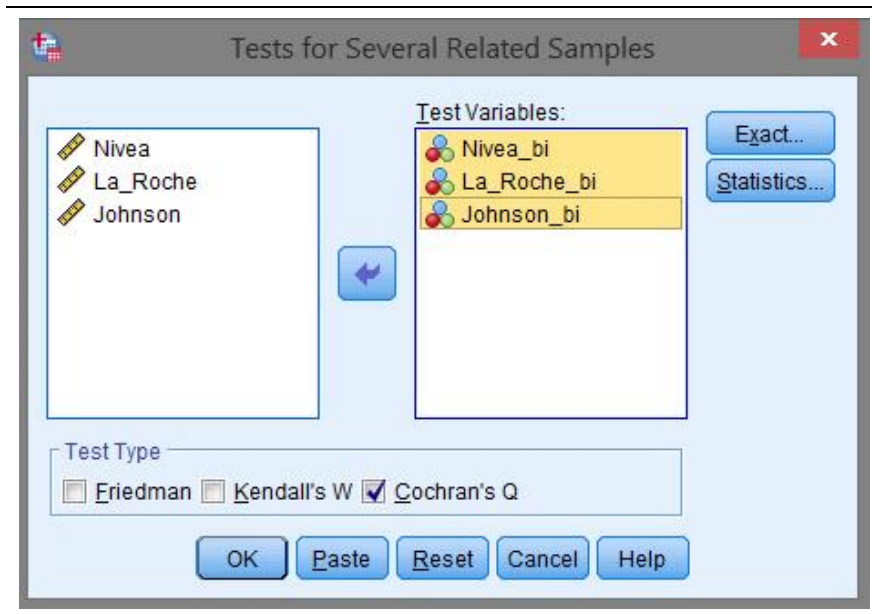 Tests for Several Related Samples
x
Test Variables:
Nivea
La_Roche
Johnson
Nivea_bi
La_Roche_bi
Johnson_bi
Exact...
Statistics...
Test Type
Friedman Kendall's W Cochran's Q
OK Paste Reset Cancel Help